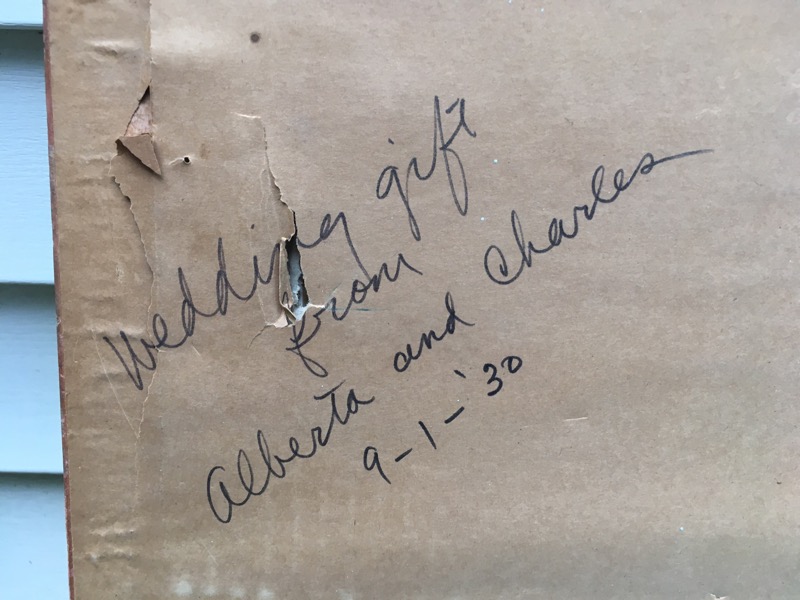 Wedding gift
from
Alberta and Charles
9-1-'30